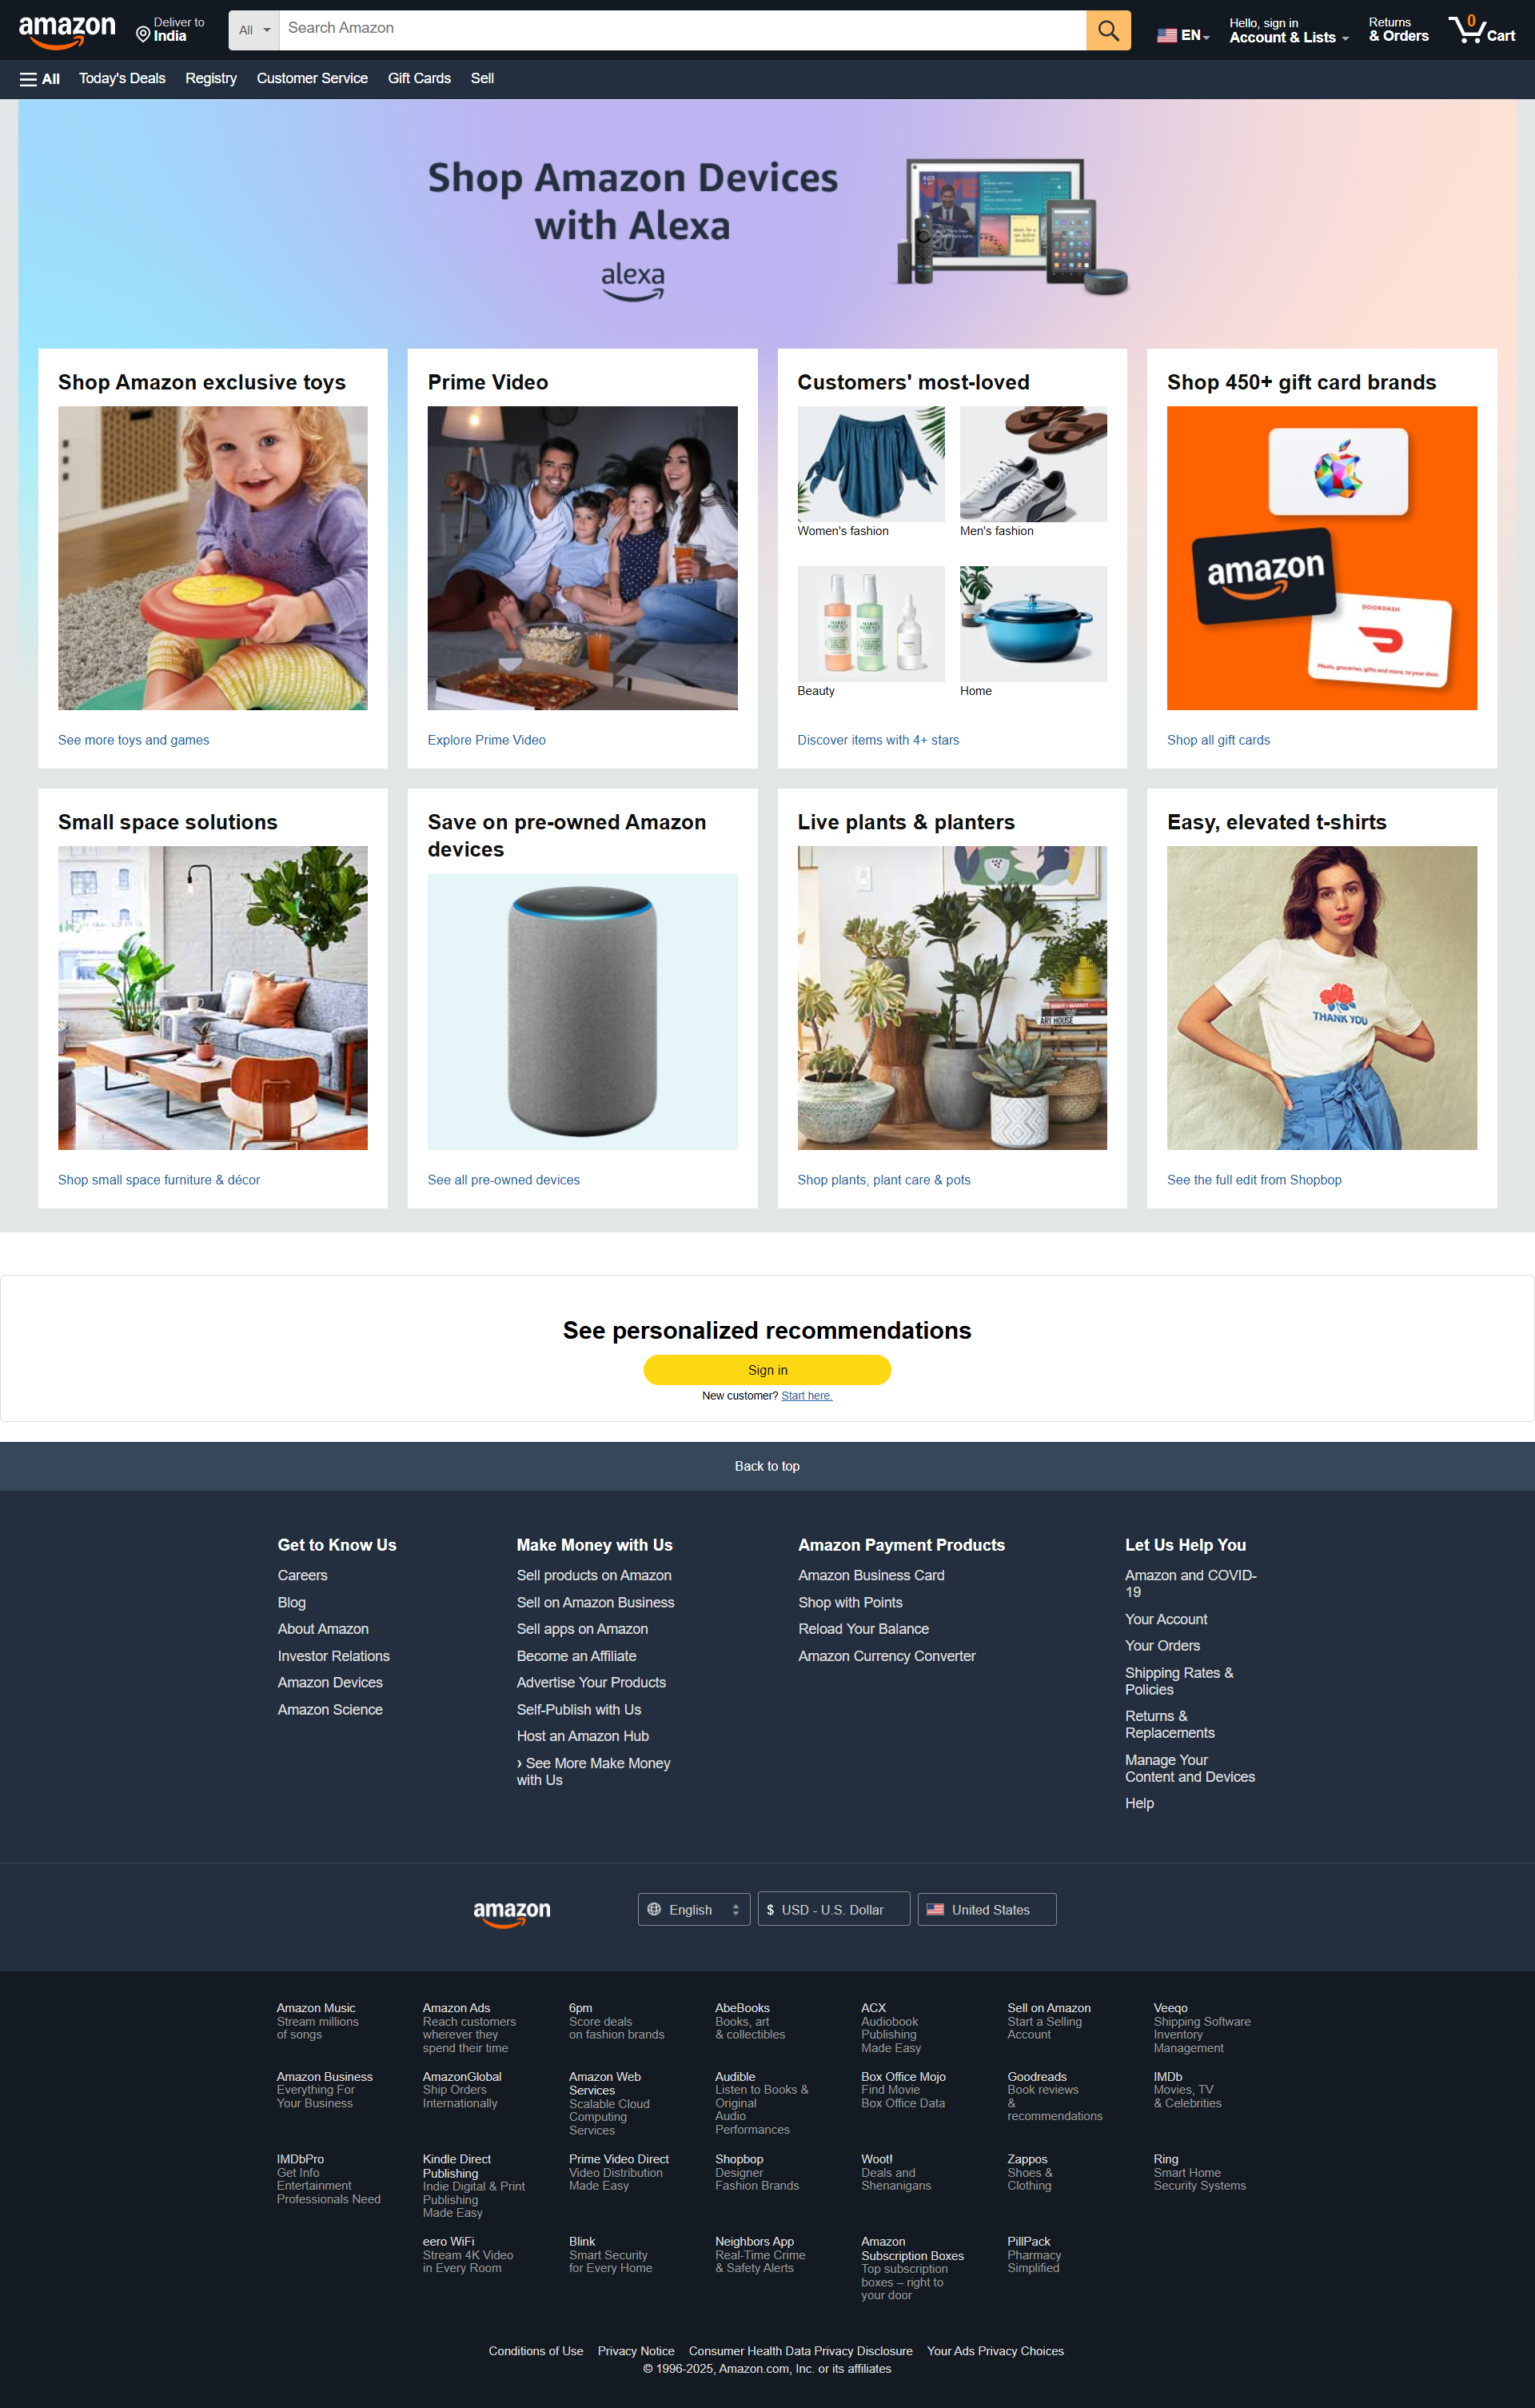 amazon
Deliver to
India
All
Search Amazon
EN
Hello, sign in
Account & Lists
Returns
& Orders
0
Cart
All
Today's Deals
Registry
Customer Service
Gift Cards
Sell
Shop Amazon Devices
with Alexa
alexa
Shop Amazon exclusive toys
Prime Video
Customers' most-loved
Shop 450+ gift card brands
Women's fashion
Men's fashion
amazon
DOORDASH
Meals, groceries, gifts and more, to your door.
Beauty
Home
See more toys and games
Explore Prime Video
Discover items with 4+ stars
Shop all gift cards
Small space solutions
Save on pre-owned Amazon
devices
Live plants & planters
Easy, elevated t-shirts
ART HOUSE
THANK YOU
Shop small space furniture & décor
See all pre-owned devices
Shop plants, plant care & pots
See the full edit from Shopbop
See personalized recommendations
Sign in
New customer? Start here.
Back to top
Get to Know Us
Careers
Blog
About Amazon
Investor Relations
Amazon Devices
Amazon Science
Make Money with Us
Sell products on Amazon
Sell on Amazon Business
Sell apps on Amazon
Become an Affiliate
Advertise Your Products
Self-Publish with Us
Host an Amazon Hub
› See More Make Money
with Us
Amazon Payment Products
Amazon Business Card
Shop with Points
Reload Your Balance
Amazon Currency Converter
Let Us Help You
Amazon and COVID-
19
Your Account
Your Orders
Shipping Rates &
Policies
Returns &
Replacements
Manage Your
Content and Devices
Help
amazon
English
$ USD - U.S. Dollar
United States
Amazon Music
Stream millions
of songs
Amazon Ads
Reach customers
wherever they
spend their time
6pm
Score deals
on fashion brands
AbeBooks
Books, art
& collectibles
ACX
Audiobook
Publishing
Made Easy
Sell on Amazon
Start a Selling
Account
Veeqo
Shipping Software
Inventory
Management
Amazon Business
Everything For
Your Business
AmazonGlobal
Ship Orders
Internationally
Amazon Web
Services
Scalable Cloud
Computing
Services
Audible
Listen to Books &
Original
Audio
Performances
Box Office Mojo
Find Movie
Box Office Data
Goodreads
Book reviews
&
recommendations
IMDb
Movies, TV
& Celebrities
IMDbPro
Get Info
Entertainment
Professionals Need
Kindle Direct
Publishing
Indie Digital & Print
Publishing
Made Easy
Prime Video Direct
Video Distribution
Made Easy
Shopbop
Designer
Fashion Brands
Woot!
Deals and
Shenanigans
Zappos
Shoes &
Clothing
Ring
Smart Home
Security Systems
eero WiFi
Stream 4K Video
in Every Room
Blink
Smart Security
for Every Home
Neighbors App
Real-Time Crime
& Safety Alerts
Amazon
Subscription Boxes
Top subscription
boxes – right to
your door
PillPack
Pharmacy
Simplified
Conditions of Use
Privacy Notice
Consumer Health Data Privacy Disclosure
Your Ads Privacy Choices
© 1996-2025, Amazon.com, Inc. or its affiliates